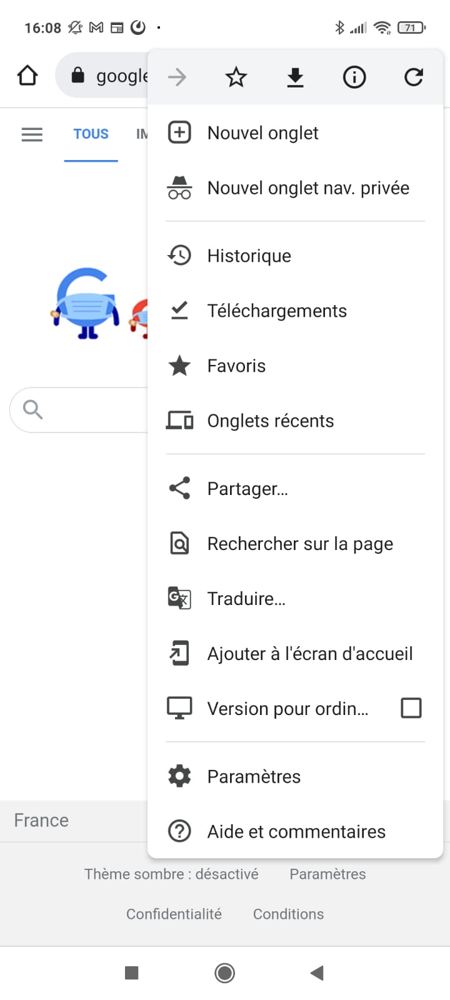 16:08
71
google
TOUS
Nouvel onglet
Nouvel onglet nav. privée
Historique
Téléchargements
Favoris
Onglets récents
Partager...
Rechercher sur la page
Traduire...
Ajouter à l'écran d'accueil
Version pour ordin...
Paramètres
Aide et commentaires
France
Thème sombre : désactivé Paramètres
Confidentialité Conditions